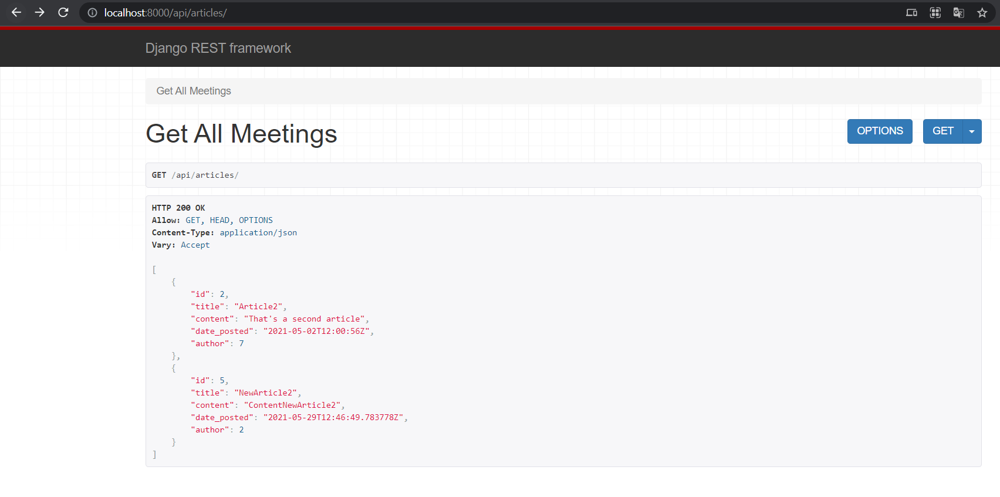 localhost:8000/api/articles/
Django REST framework
Get All Meetings
Get All Meetings
OPTIONS
GET
GET /api/articles/
HTTP 200 OK
Allow: GET, HEAD, OPTIONS
Content-Type: application/json
Vary: Accept
[
    {
        "id": 2,
        "title": "Article2",
        "content": "That's a second article",
        "date_posted": "2021-05-02T12:00:56Z",
        "author": 7
    },
    {
        "id": 5,
        "title": "NewArticle2",
        "content": "ContentNewArticle2",
        "date_posted": "2021-05-29T12:46:49.783778Z",
        "author": 2
    }
]